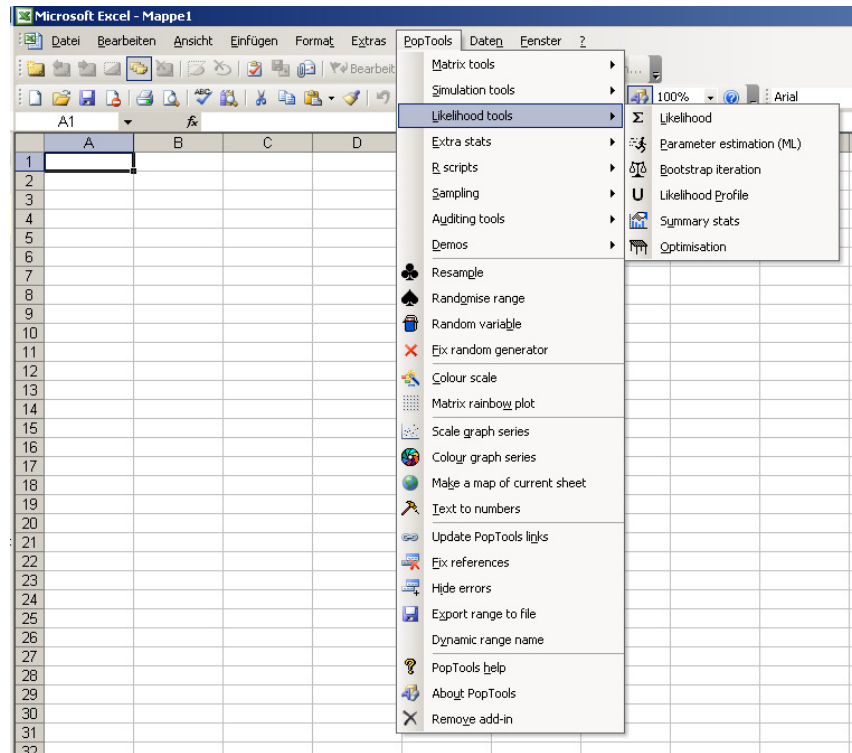 Microsoft Excel - Mappe1
Datei Bearbeiten Ansicht Einfügen Format Extras PopTools Daten Fenster ?
Bearbeit
100% Arial
A1 fx
A B C D
1
2
3
4
5
6
7
8
9
10
11
12
13
14
15
16
17
18
19
20
21
22
23
24
25
26
27
28
29
30
31
32
Matrix tools
Simulation tools
Likelihood tools
Extra stats
R scripts
Sampling
Auditing tools
Demos
Resample
Randomise range
Random variable
Fix random generator
Colour scale
Matrix rainbow plot
Scale graph series
Colour graph series
Make a map of current sheet
Text to numbers
Update PopTools links
Fix references
Hide errors
Export range to file
Dynamic range name
PopTools help
About PopTools
Remove add-in
Likelihood
Parameter estimation (ML)
Bootstrap iteration
Likelihood Profile
Summary stats
Optimisation